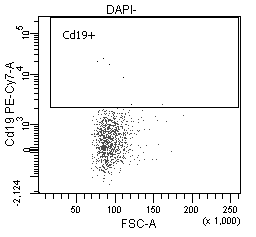 DAPI-
Cd19+
Cd19 PE-Cy7-A
10^5
10^4
10^3
0
-2,124
50 100 150 200 250
(x 1,000)
FSC-A